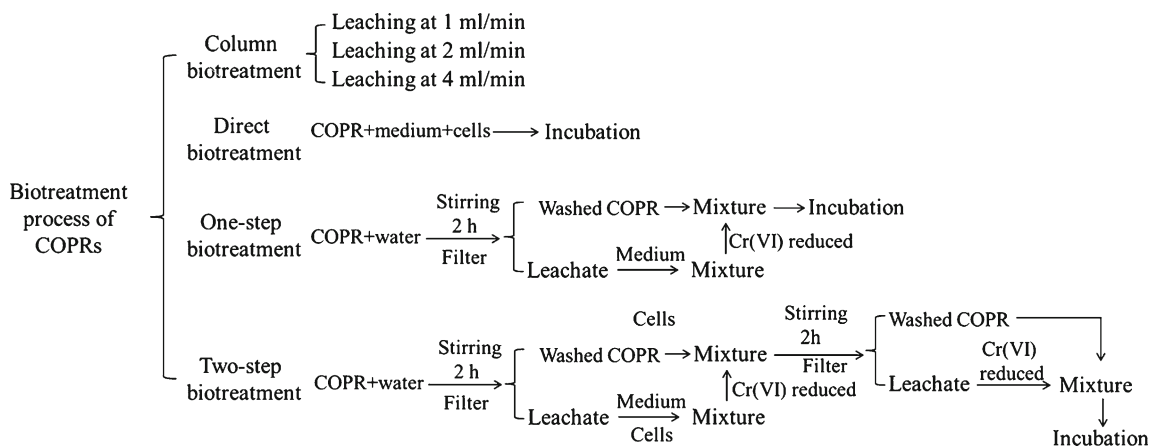 Biotreatment
process of
COPRs
Column
biotreatment
Leaching at 1 ml/min
Leaching at 2 ml/min
Leaching at 4 ml/min
Direct
biotreatment
COPR+medium+cells
Incubation
One-step
biotreatment
COPR+water
Stirring
2 h
Filter
Washed COPR
Mixture
Incubation
Cr(VI) reduced
Leachate
Medium
Mixture
Two-step
biotreatment
COPR+water
Stirring
2 h
Filter
Cells
Washed COPR
Mixture
Cr(VI) reduced
Leachate
Medium
Cells
Mixture
Stirring
2h
Filter
Washed COPR
Leachate
Cr(VI)
reduced
Mixture
Incubation